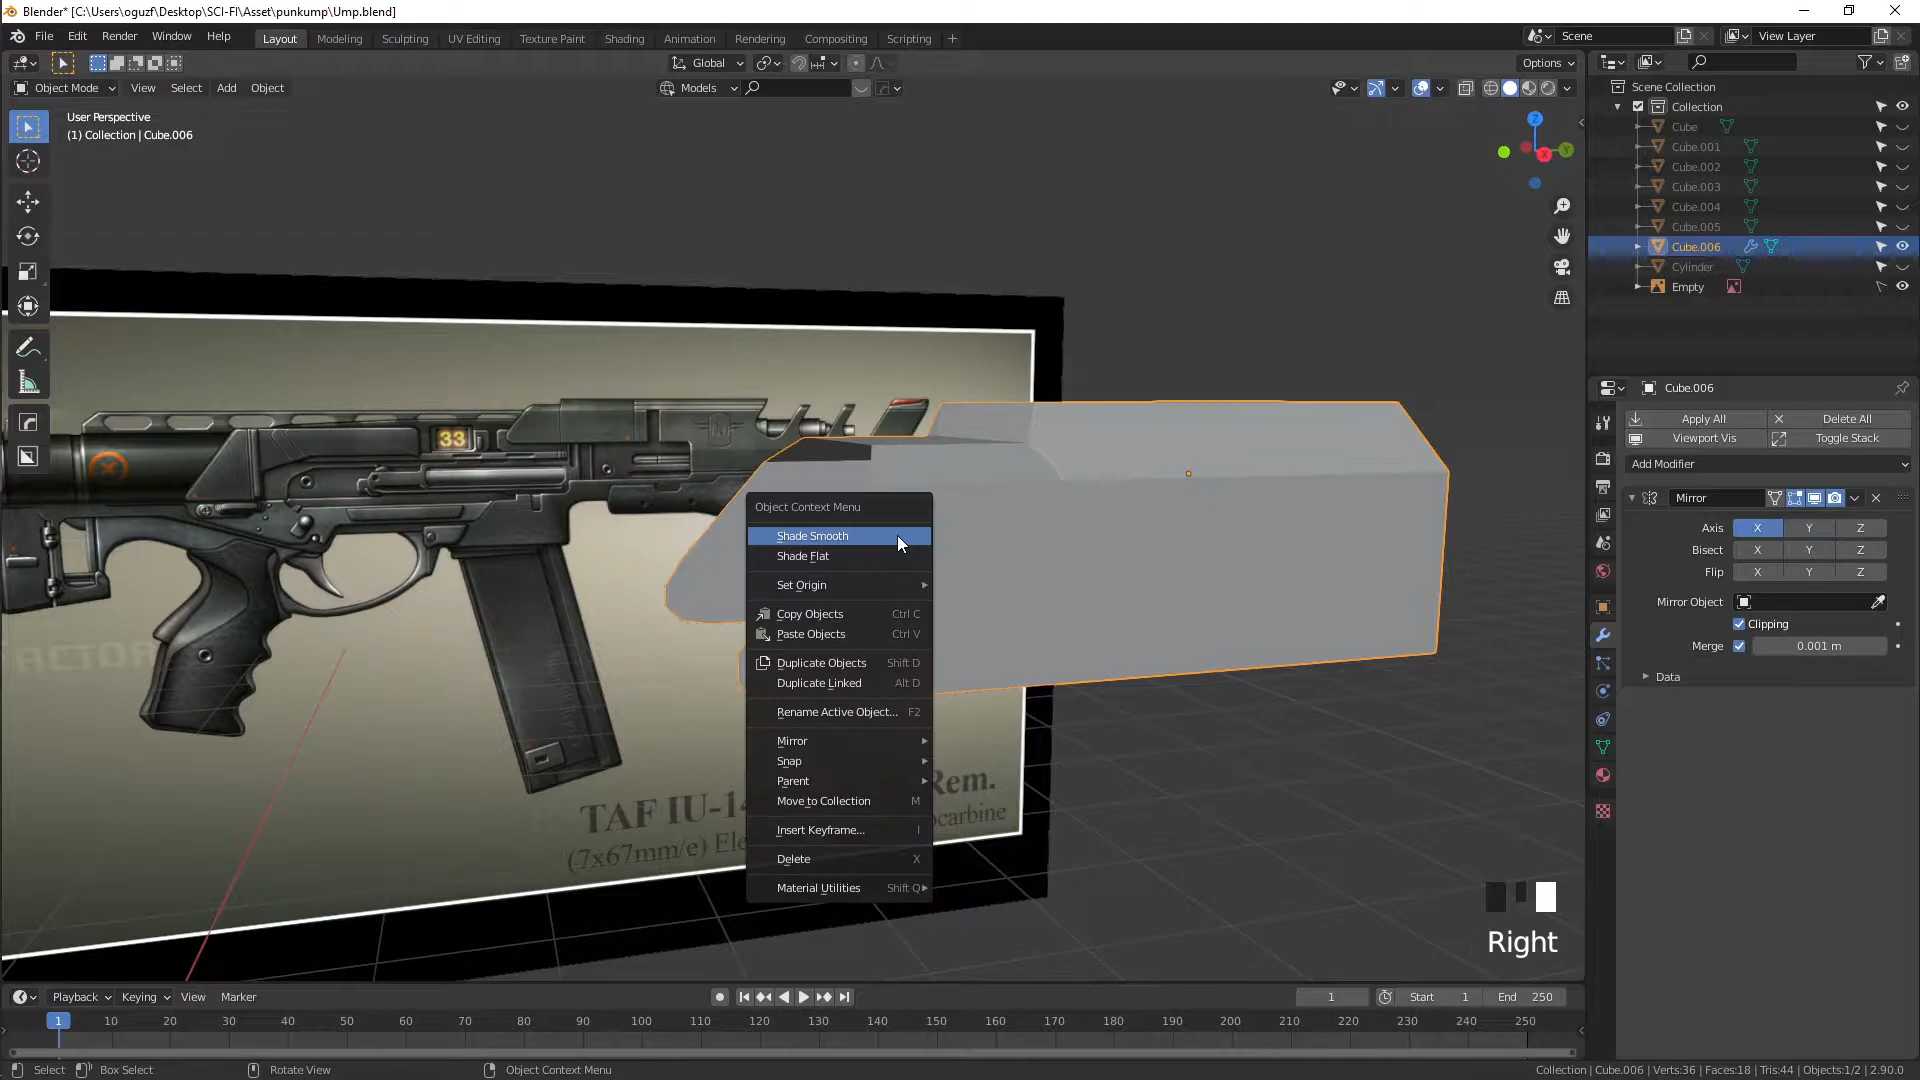 Blender* [C:\Users\oguzf\Desktop\SCI-FI\Asset\punkump\Ump.blend]
File Edit Render Window Help
Layout Modeling Sculpting UV Editing Texture Paint Shading Animation Rendering Compositing Scripting +
Scene
View Layer
Global
Options
Object Mode View Select Add Object
Models
User Perspective
(1) Collection | Cube.006
Z
X
Y
33
ACTOR
TAF IU-14
Rem.
(7x67mm/e) Ele
ocarbine
Object Context Menu
Shade Smooth
Shade Flat
Set Origin
Copy Objects Ctrl C
Paste Objects Ctrl V
Duplicate Objects Shift D
Duplicate Linked Alt D
Rename Active Object... F2
Mirror
Snap
Parent
Move to Collection M
Insert Keyframe... I
Delete X
Material Utilities Shift Q
Right
Scene Collection
Collection
Cube
Cube.001
Cube.002
Cube.003
Cube.004
Cube.005
Cube.006
Cylinder
Empty
Cube.006
Apply All Delete All
Viewport Vis Toggle Stack
Add Modifier
Mirror
Axis X Y Z
Bisect X Y Z
Flip X Y Z
Mirror Object
Clipping
Merge 0.001 m
Data
Playback Keying View Marker
1 Start 1 End 250
1 10 20 30 40 50 60 70 80 90 100 110 120 130 140 150 160 170 180 190 200 210 220 230 240 250
Select Box Select Rotate View Object Context Menu
Collection | Cube.006 | Verts:36 | Faces:18 | Tris:44 | Objects:1/2 | 2.90.0